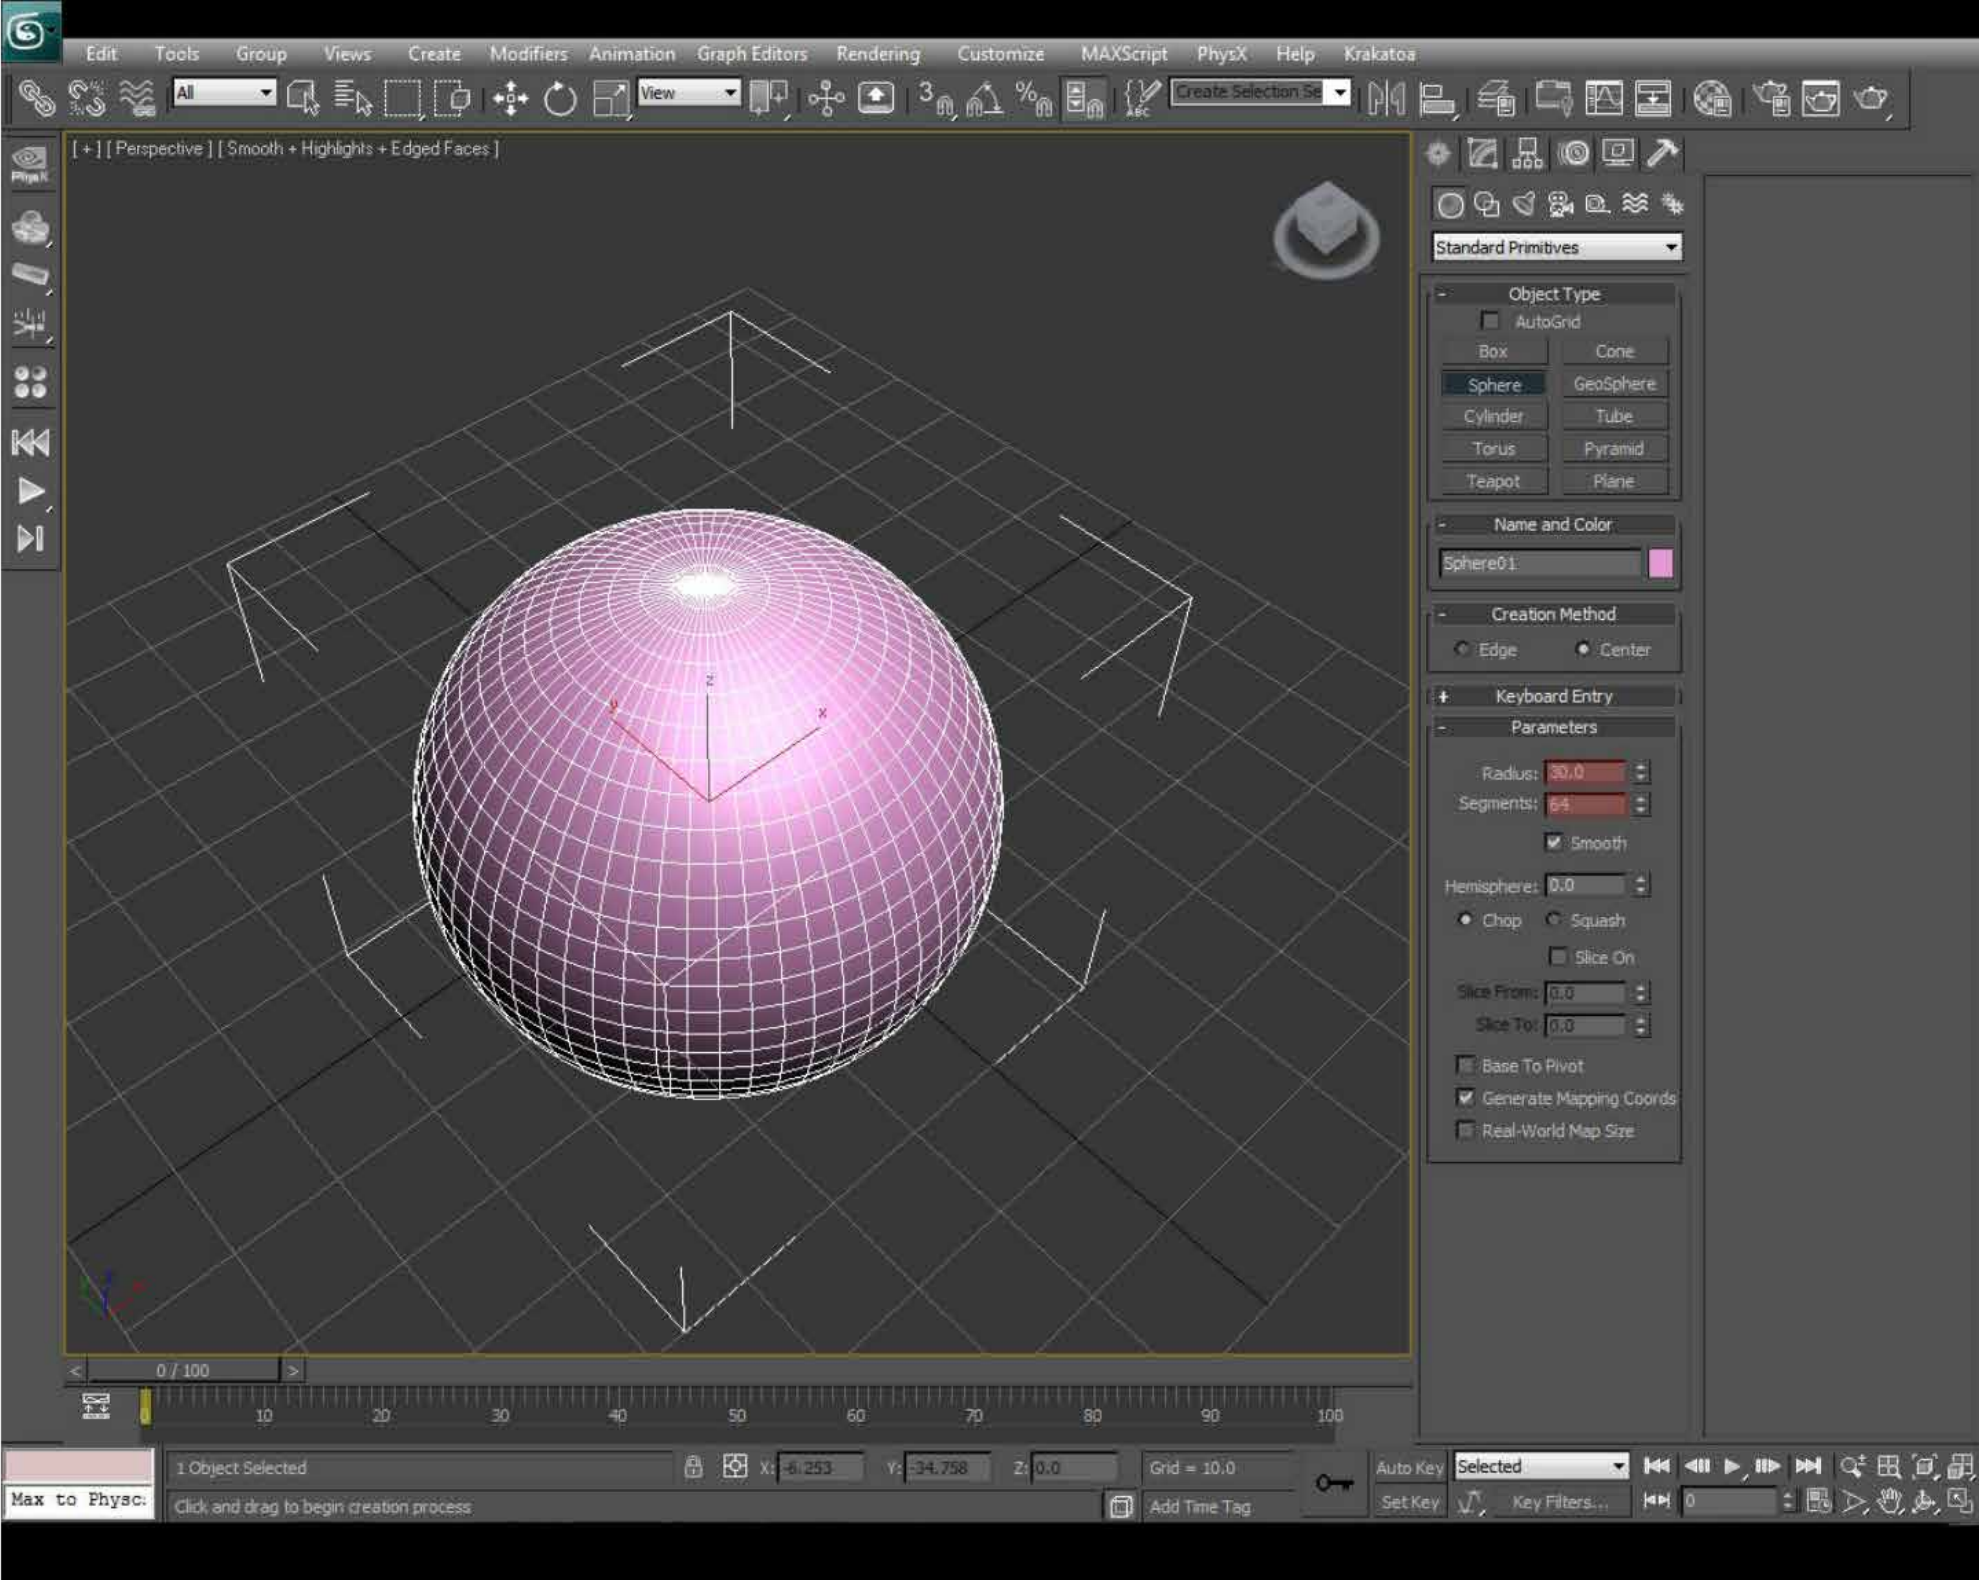 Edit Tools Group Views Create Modifiers Animation Graph Editors Rendering Customize MAXScript PhysX Help Krakatoa
All View 3 % ABC Create Selection Se
PhysX
[ + ] [ Perspective ] [ Smooth + Highlights + Edged Faces ]
Standard Primitives
- Object Type
AutoGrid
Box Cone
Sphere GeoSphere
Cylinder Tube
Torus Pyramid
Teapot Plane
- Name and Color
Sphere01
- Creation Method
Edge Center
+ Keyboard Entry
- Parameters
Radius: 30.0
Segments: 64
Smooth
Hemisphere: 0.0
Chop Squash
Slice On
Slice From: 0.0
Slice To: 0.0
Base To Pivot
Generate Mapping Coords
Real-World Map Size
z
y x
< 0 / 100 >
0 10 20 30 40 50 60 70 80 90 100
1 Object Selected X: -6.253 Y: -34.758 Z: 0.0 Grid = 10.0 Auto Key Selected
Max to Physc: Click and drag to begin creation process Add Time Tag Set Key Key Filters... 0